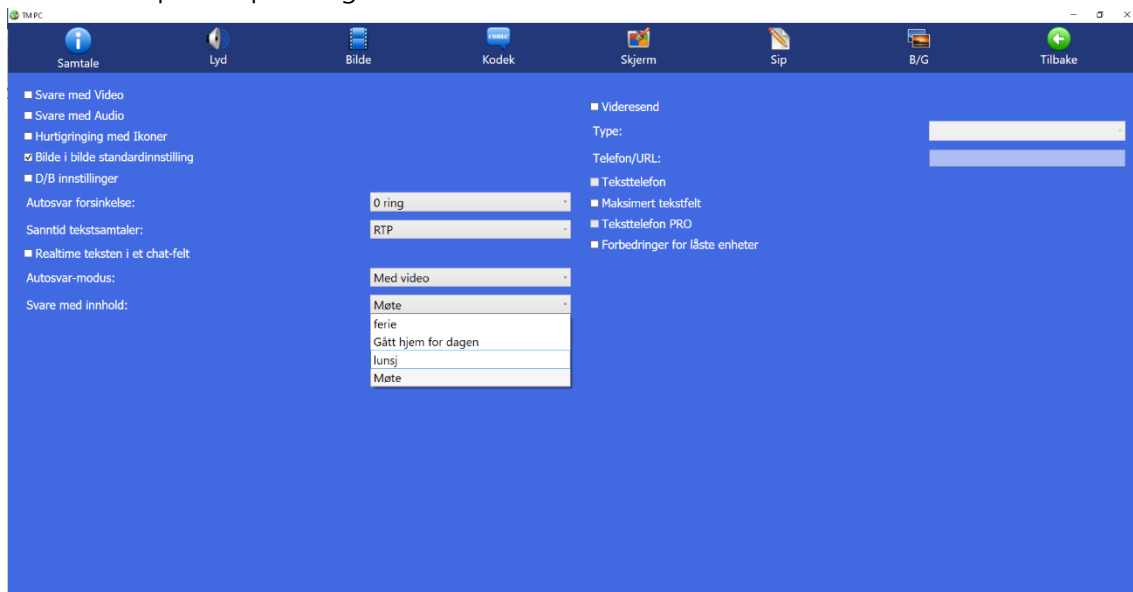 TM PC
Samtale
Lyd
Bilde
CODEC
Kodek
Skjerm
Sip
B/G
Tilbake
Svare med Video
Svare med Audio
Hurtigringing med Ikoner
Bilde i bilde standardinnstilling
D/B innstillinger
Autosvar forsinkelse: 0 ring
Sanntid tekstsamtaler: RTP
Realtime teksten i et chat-felt
Autosvar-modus: Med video
Svare med innhold: Møte
ferie
Gått hjem for dagen
lunsj
Møte
Videresend
Type:
Telefon/URL:
Teksttelefon
Maksimert tekstfelt
Teksttelefon PRO
Forbedringer for låste enheter